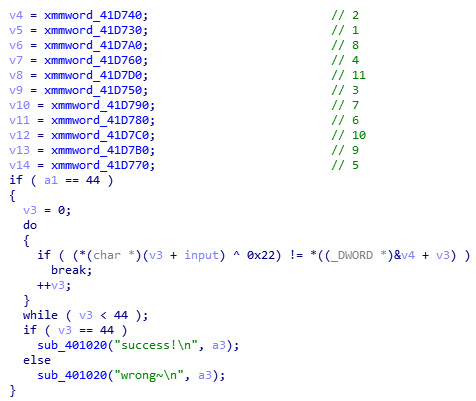 v4 = xmmword_41D740; // 2
v5 = xmmword_41D730; // 1
v6 = xmmword_41D7A0; // 8
v7 = xmmword_41D760; // 4
v8 = xmmword_41D7D0; // 11
v9 = xmmword_41D750; // 3
v10 = xmmword_41D790; // 7
v11 = xmmword_41D780; // 6
v12 = xmmword_41D7C0; // 10
v13 = xmmword_41D7B0; // 9
v14 = xmmword_41D770; // 5
if ( a1 == 44 )
{
v3 = 0;
do
{
if ( (*(char *)(v3 + input) ^ 0x22) != *((_DWORD *)&v4 + v3) )
break;
++v3;
}
while ( v3 < 44 );
if ( v3 == 44 )
sub_401020("success!\n", a3);
else
sub_401020("wrong~\n", a3);
}